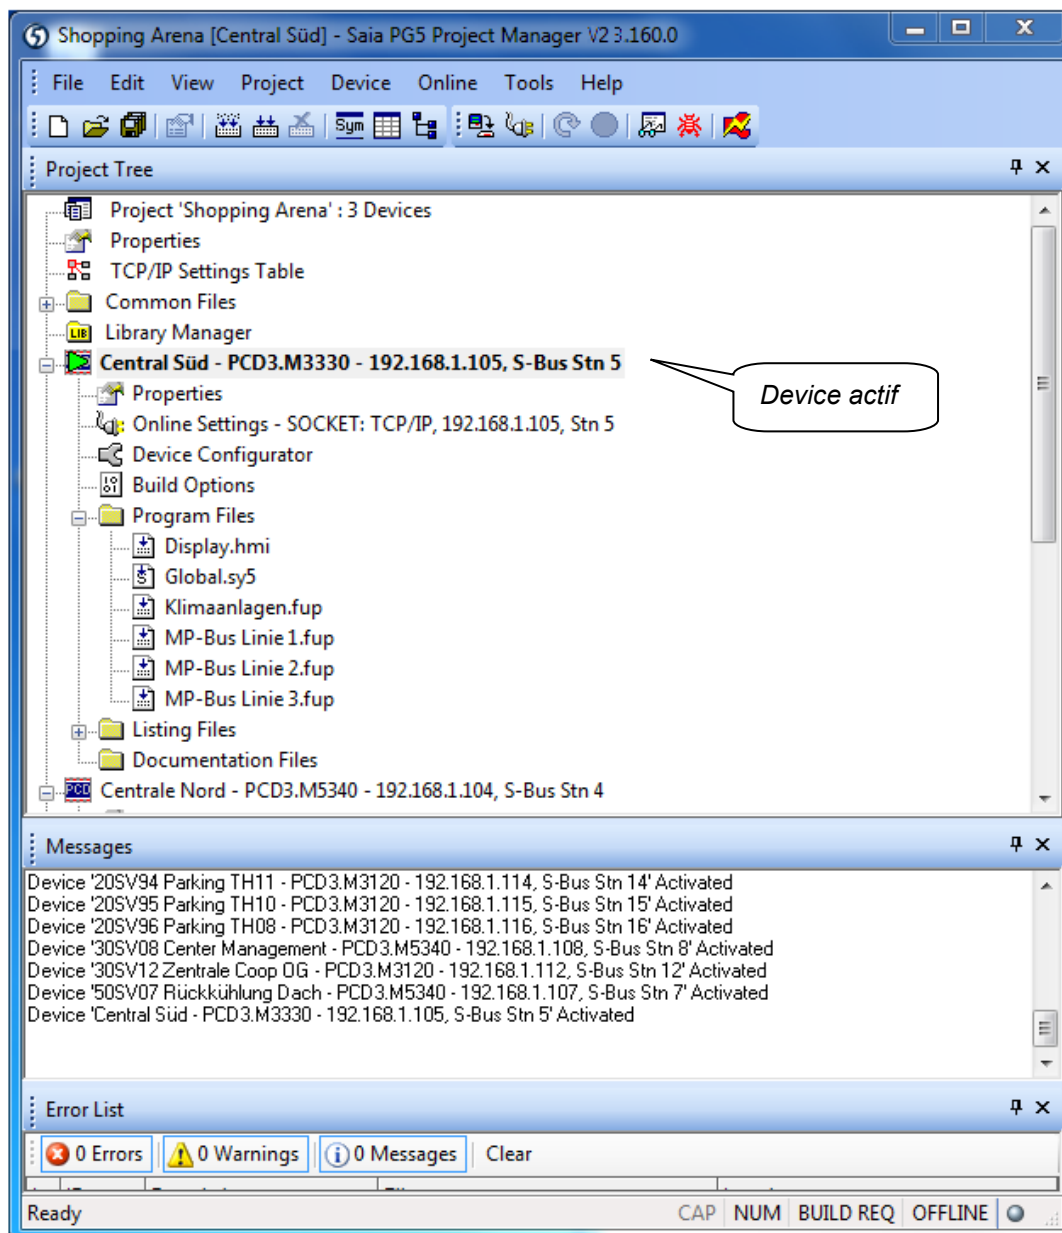 Shopping Arena [Central Süd] - Saia PG5 Project Manager V2 3.160.0
File Edit View Project Device Online Tools Help
Sym
Project Tree
Project 'Shopping Arena' : 3 Devices
Properties
TCP/IP Settings Table
Common Files
LIB Library Manager
Central Süd - PCD3.M3330 - 192.168.1.105, S-Bus Stn 5
Device actif
Properties
Online Settings - SOCKET: TCP/IP, 192.168.1.105, Stn 5
Device Configurator
Build Options
Program Files
Display.hmi
Global.sy5
Klimaanlagen.fup
MP-Bus Linie 1.fup
MP-Bus Linie 2.fup
MP-Bus Linie 3.fup
Listing Files
Documentation Files
PCD Centrale Nord - PCD3.M5340 - 192.168.1.104, S-Bus Stn 4
Messages
Device '20SV94 Parking TH11 - PCD3.M3120 - 192.168.1.114, S-Bus Stn 14' Activated
Device '20SV95 Parking TH10 - PCD3.M3120 - 192.168.1.115, S-Bus Stn 15' Activated
Device '20SV96 Parking TH08 - PCD3.M3120 - 192.168.1.116, S-Bus Stn 16' Activated
Device '30SV08 Center Management - PCD3.M5340 - 192.168.1.108, S-Bus Stn 8' Activated
Device '30SV12 Zentrale Coop OG - PCD3.M3120 - 192.168.1.112, S-Bus Stn 12' Activated
Device '50SV07 Rückkühlung Dach - PCD3.M5340 - 192.168.1.107, S-Bus Stn 7' Activated
Device 'Central Süd - PCD3.M3330 - 192.168.1.105, S-Bus Stn 5' Activated
Error List
0 Errors 0 Warnings 0 Messages Clear
Ready CAP NUM BUILD REQ OFFLINE